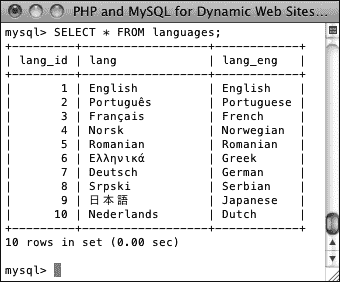 PHP and MySQL for Dynamic Web Sites...
mysql> SELECT * FROM languages;
+---------+------------+------------+
| lang_id | lang       | lang_eng   |
+---------+------------+------------+
|       1 | English    | English    |
|       2 | Português  | Portuguese |
|       3 | Français   | French     |
|       4 | Norsk      | Norwegian  |
|       5 | Romanian   | Romanian   |
|       6 | Ελληνικά   | Greek      |
|       7 | Deutsch    | German     |
|       8 | Srpski     | Serbian    |
|       9 | 日本語     | Japanese   |
|      10 | Nederlands | Dutch      |
+---------+------------+------------+
10 rows in set (0.00 sec)
mysql>